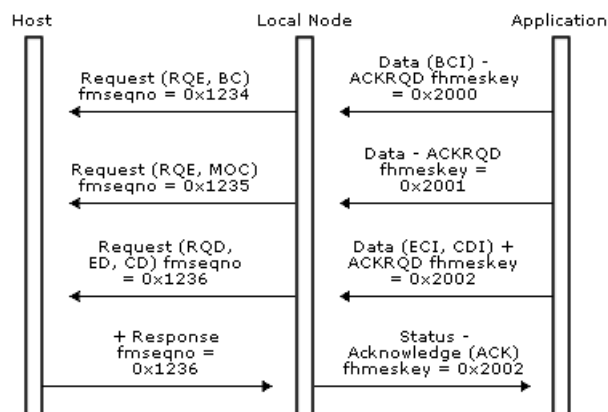 Host
Local Node
Application
Request (RQE, BC)
fmseqno = 0x1234
Data (BCI) -
ACKRQD fhmeskey
= 0x2000
Request (RQE, MOC)
fmseqno = 0x1235
Data - ACKRQD
fhmeskey =
0x2001
Request (RQD,
ED, CD) fmseqno
= 0x1236
Data (ECI, CDI) +
ACKRQD fhmeskey
= 0x2002
+ Response
fmseqno =
0x1236
Status -
Acknowledge (ACK)
fhmeskey = 0x2002